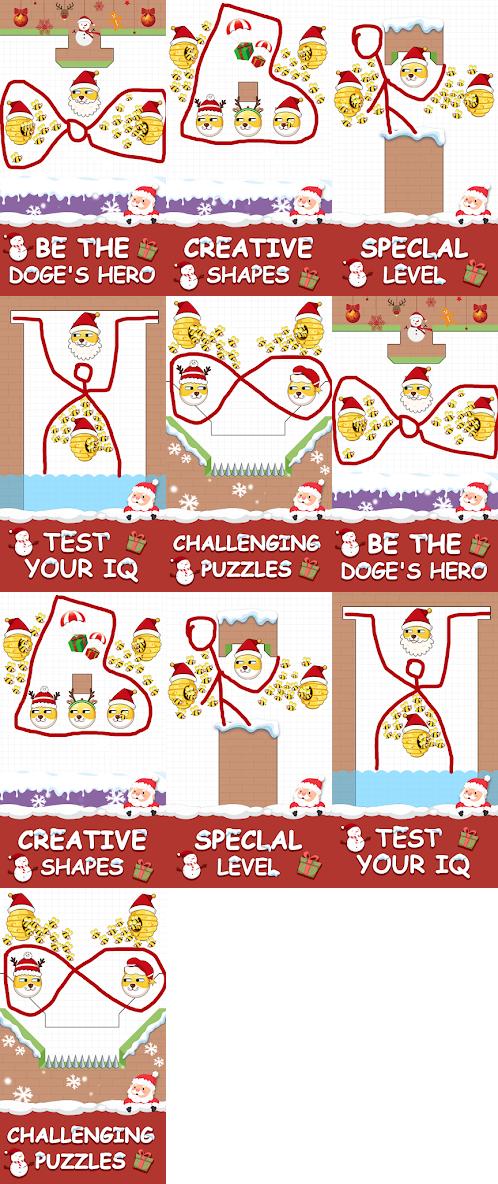 BE THE
DOGE'S HERO
CREATIVE
SHAPES
SPECLAL
LEVEL
TEST
YOUR IQ
CHALLENGING
PUZZLES
BE THE
DOGE'S HERO
CREATIVE
SHAPES
SPECLAL
LEVEL
TEST
YOUR IQ
CHALLENGING
PUZZLES